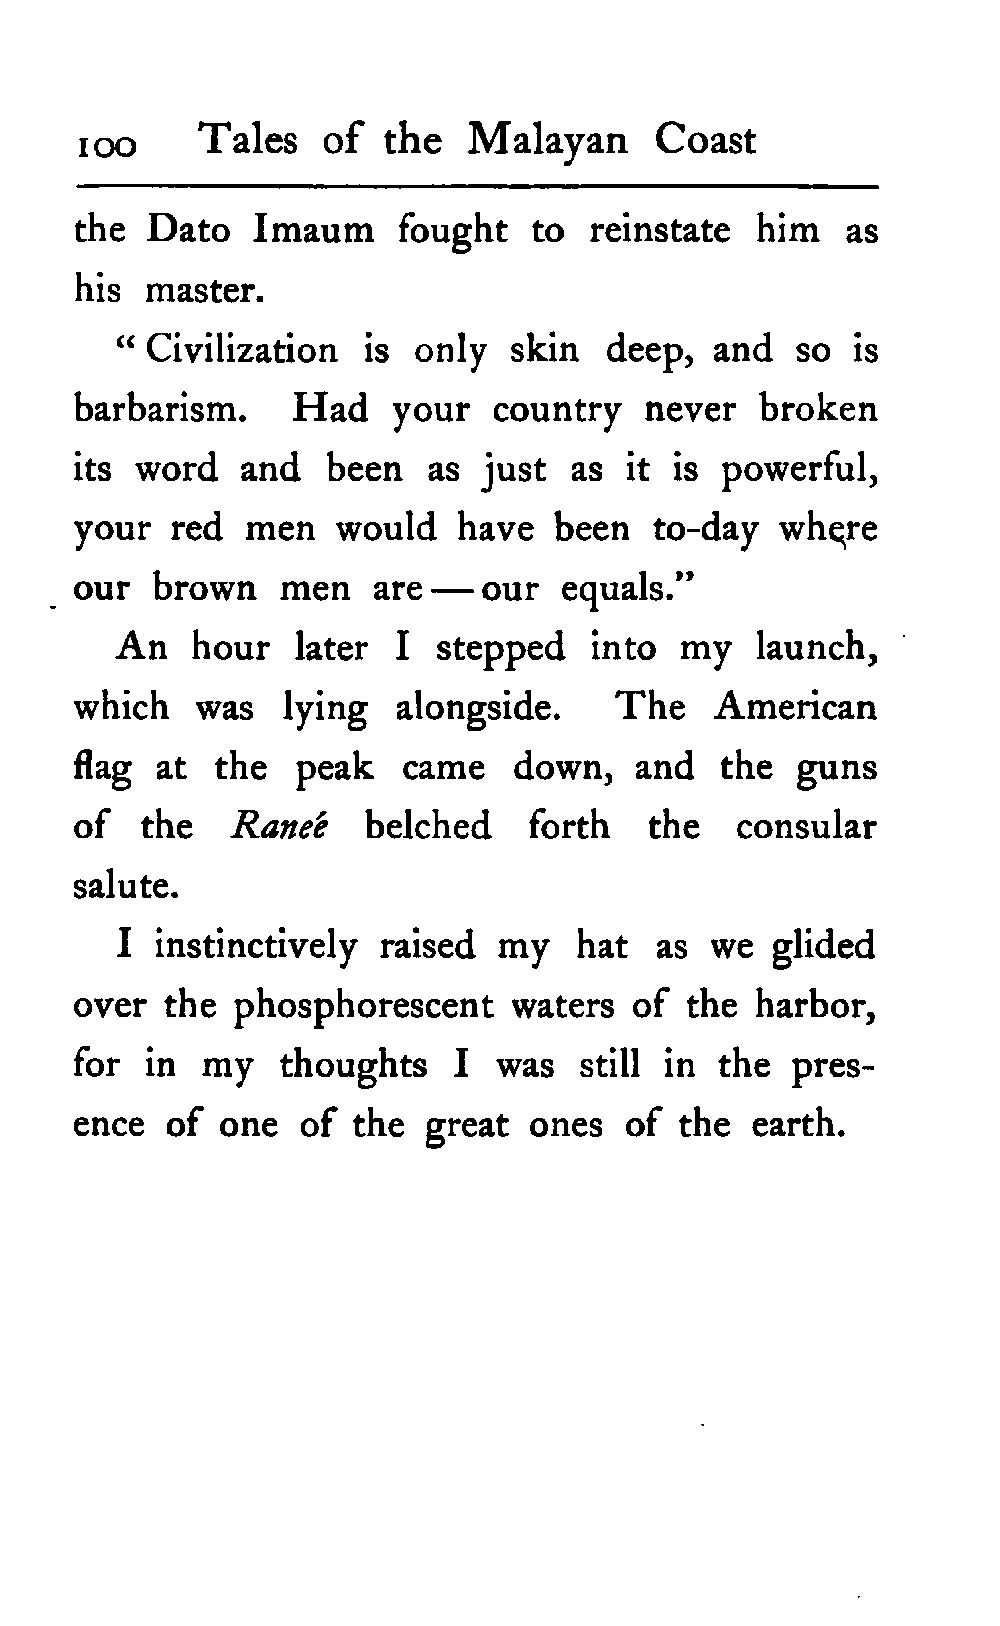 100 Tales of the Malayan Coast
the Dato Imaum fought to reinstate him as
his master.
“Civilization is only skin deep, and so is
barbarism. Had your country never broken
its word and been as just as it is powerful,
your red men would have been to-day where
our brown men are — our equals.”
An hour later I stepped into my launch,
which was lying alongside. The American
flag at the peak came down, and the guns
of the Raneé belched forth the consular
salute.
I instinctively raised my hat as we glided
over the phosphorescent waters of the harbor,
for in my thoughts I was still in the pres-
ence of one of the great ones of the earth.